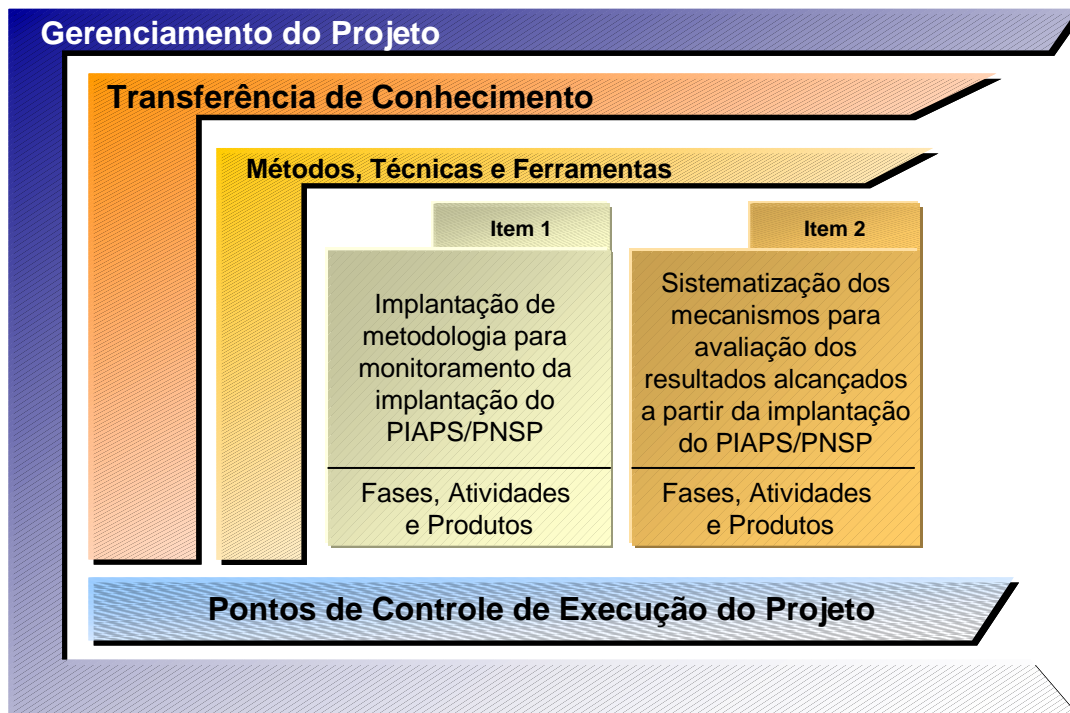 Gerenciamento do Projeto
Transferência de Conhecimento
Métodos, Técnicas e Ferramentas
Item 1
Implantação de
metodologia para
monitoramento da
implantação do
PIAPS/PNSP
Fases, Atividades
e Produtos
Item 2
Sistematização dos
mecanismos para
avaliação dos
resultados alcançados
a partir da implantação
do PIAPS/PNSP
Fases, Atividades
e Produtos
Pontos de Controle de Execução do Projeto